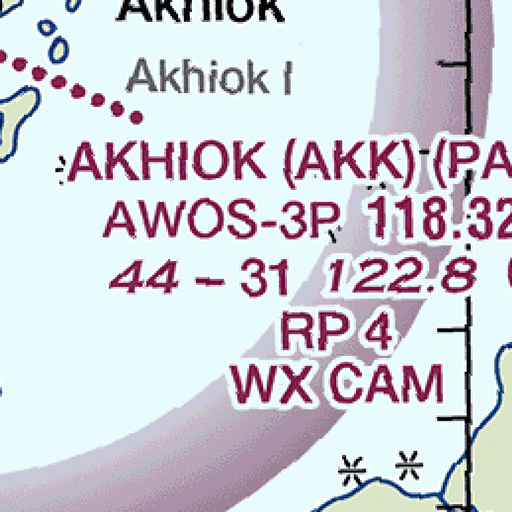 Akhiok
Akhiok I
AKHIOK (AKK) (PA
AWOS-3P 118.32
44 – 31 122.8
RP 4
WX CAM